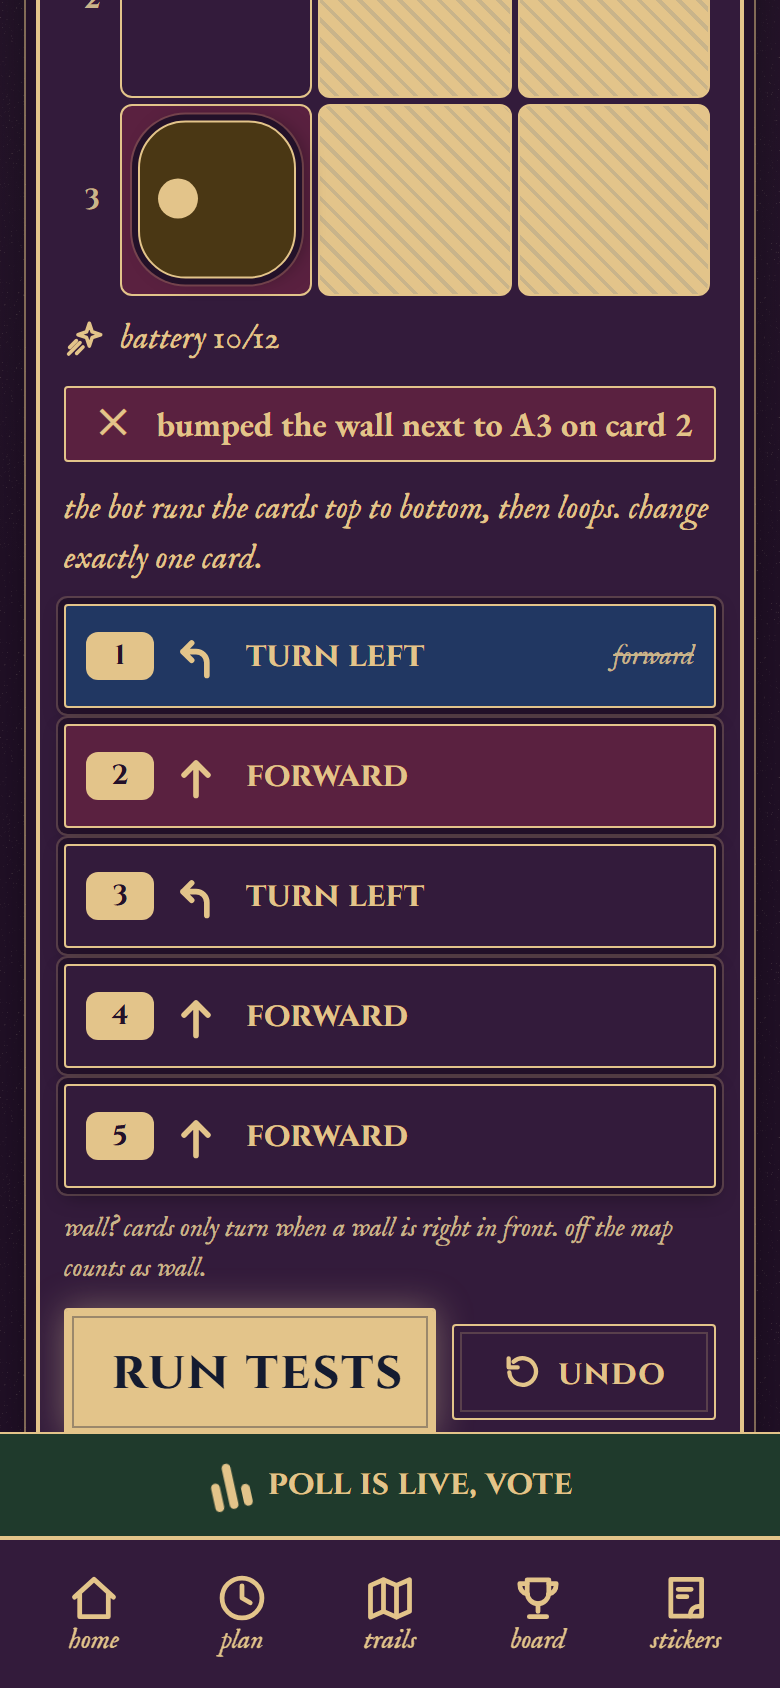 2
3
battery 10/12
bumped the wall next to A3 on card 2
the bot runs the cards top to bottom, then loops. change
exactly one card.
1 TURN LEFT forward
2 FORWARD
3 TURN LEFT
4 FORWARD
5 FORWARD
wall? cards only turn when a wall is right in front. off the map
counts as wall.
RUN TESTS UNDO
POLL IS LIVE, VOTE
home plan trails board stickers